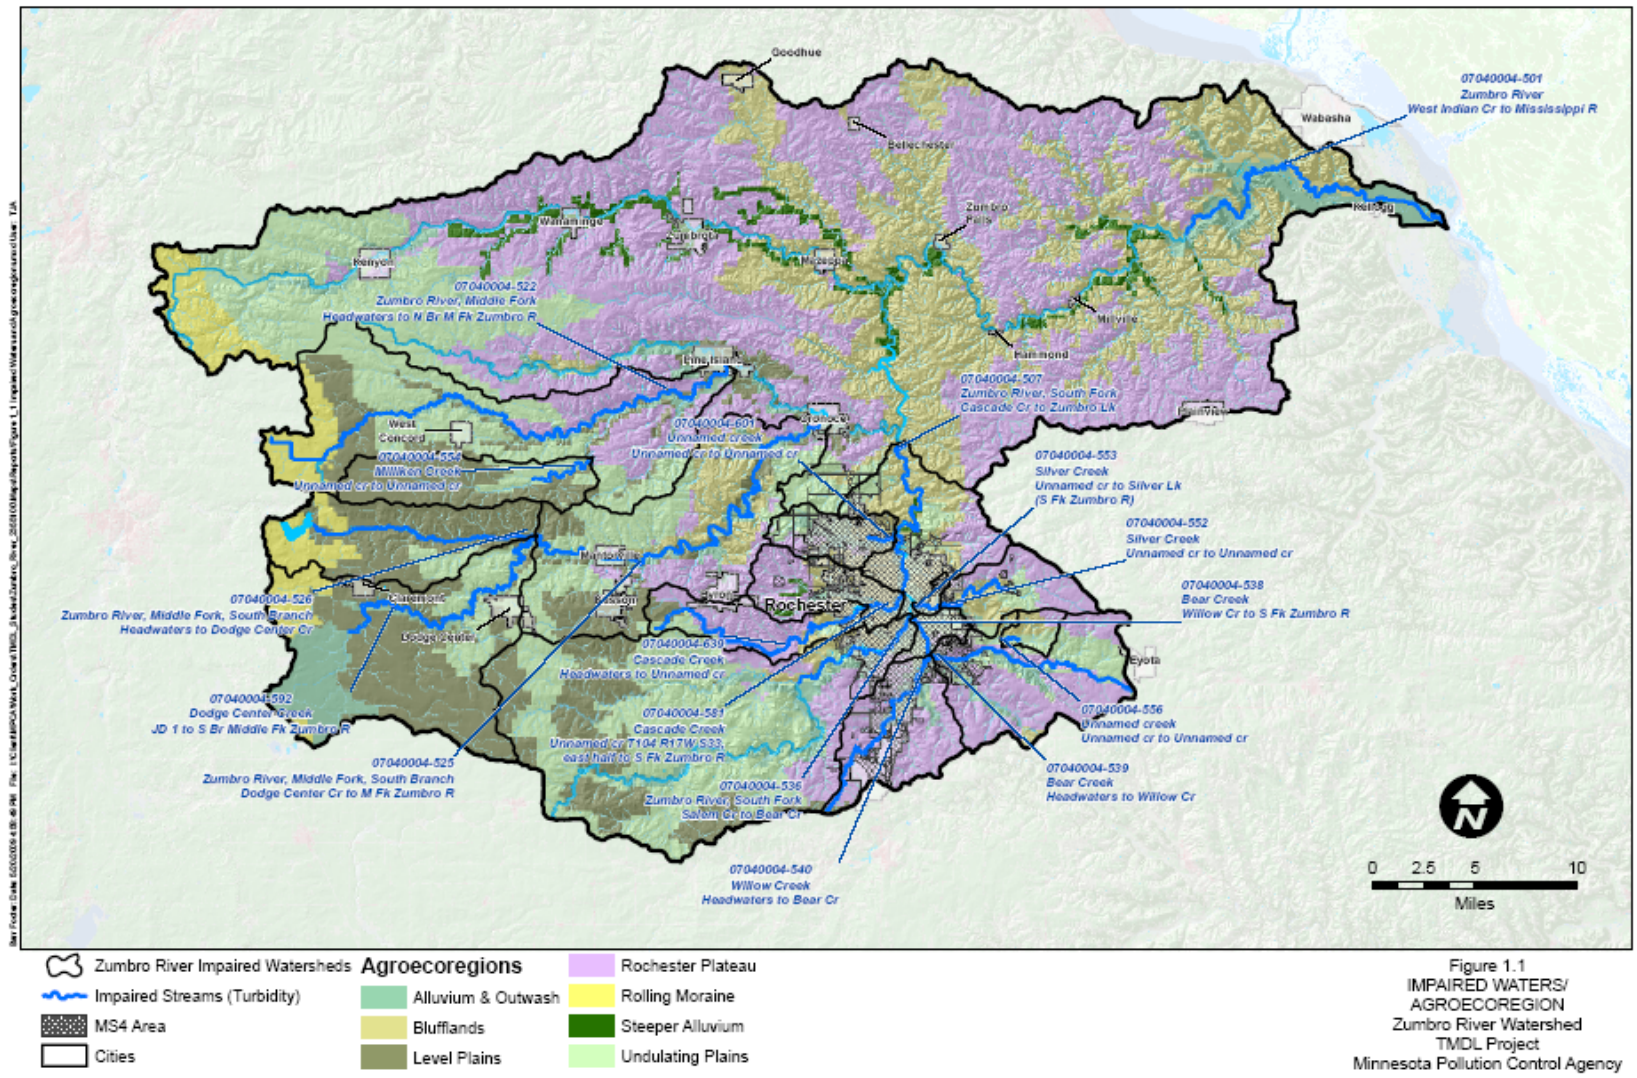 Goodhue
07040004-501
Zumbro River
West Indian Cr to Mississippi R
Wabasha
Bellechester
Kellogg
Zumbro
Falls
Wanamingo
Zumbrota
Mazeppa
Kenyon
07040004-522
Zumbro River, Middle Fork
Headwaters to N Br M Fk Zumbro R
Millville
Hammond
Pine Island
07040004-507
Zumbro River, South Fork
Cascade Cr to Zumbro Lk
Plainview
Oronoco
West
Concord
07040004-601
Unnamed creek
Unnamed cr to Unnamed cr
07040004-554
Milliken Creek
Unnamed cr to Unnamed cr
07040004-553
Silver Creek
Unnamed cr to Silver Lk
(S Fk Zumbro R)
07040004-552
Silver Creek
Unnamed cr to Unnamed cr
Mantorville
07040004-538
Bear Creek
Willow Cr to S Fk Zumbro R
07040004-526
Zumbro River, Middle Fork, South Branch
Headwaters to Dodge Center Cr
Claremont
Kasson
Byron
Rochester
Dodge Center
07040004-639
Cascade Creek
Headwaters to Unnamed cr
Eyota
07040004-592
Dodge Center Creek
JD 1 to S Br Middle Fk Zumbro R
07040004-581
Cascade Creek
Unnamed cr T104 R17W S33,
east half to S Fk Zumbro R
07040004-556
Unnamed creek
Unnamed cr to Unnamed cr
07040004-525
Zumbro River, Middle Fork, South Branch
Dodge Center Cr to M Fk Zumbro R
07040004-539
Bear Creek
Headwaters to Willow Cr
07040004-536
Zumbro River, South Fork
Salem Cr to Bear Cr
07040004-540
Willow Creek
Headwaters to Bear Cr
N
0 2.5 5 10
Miles
Zumbro River Impaired Watersheds
Impaired Streams (Turbidity)
MS4 Area
Cities
Agroecoregions
Alluvium & Outwash
Blufflands
Level Plains
Rochester Plateau
Rolling Moraine
Steeper Alluvium
Undulating Plains
Figure 1.1
IMPAIRED WATERS/
AGROECOREGION
Zumbro River Watershed
TMDL Project
Minnesota Pollution Control Agency